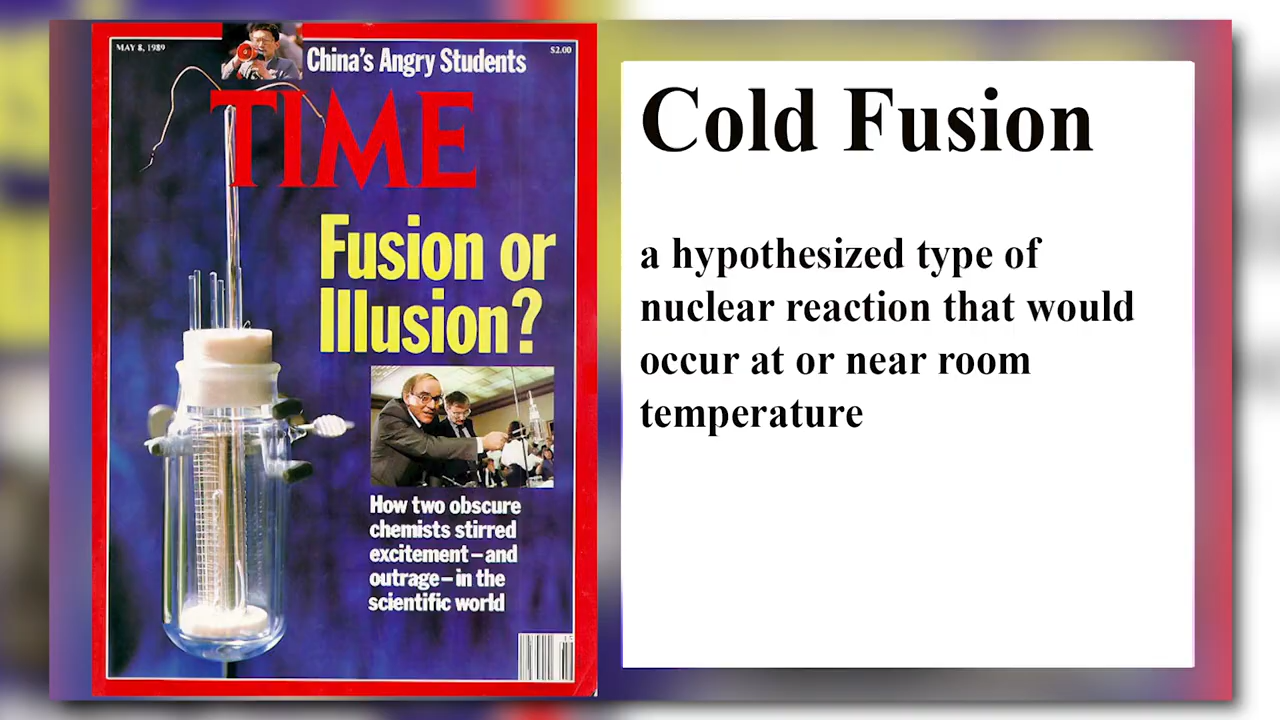 MAY 8, 1989
China's Angry Students
$2.00
TIME
Fusion or
Illusion?
How two obscure
chemists stirred
excitement – and
outrage – in the
scientific world
Cold Fusion
a hypothesized type of
nuclear reaction that would
occur at or near room
temperature